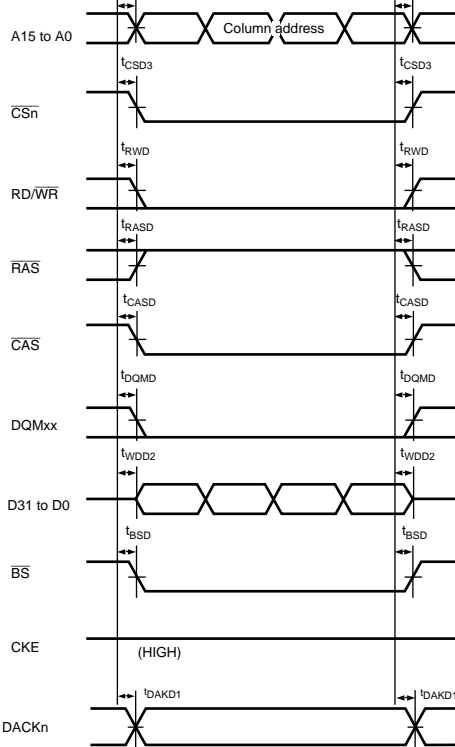 A15 to A0
Column address
tCSD3 tCSD3
CSn
tRWD tRWD
RD/WR
tRASD tRASD
RAS
tCASD tCASD
CAS
tDQMD tDQMD
DQMxx
tWDD2 tWDD2
D31 to D0
tBSD tBSD
BS
CKE
(HIGH)
tDAKD1 tDAKD1
DACKn